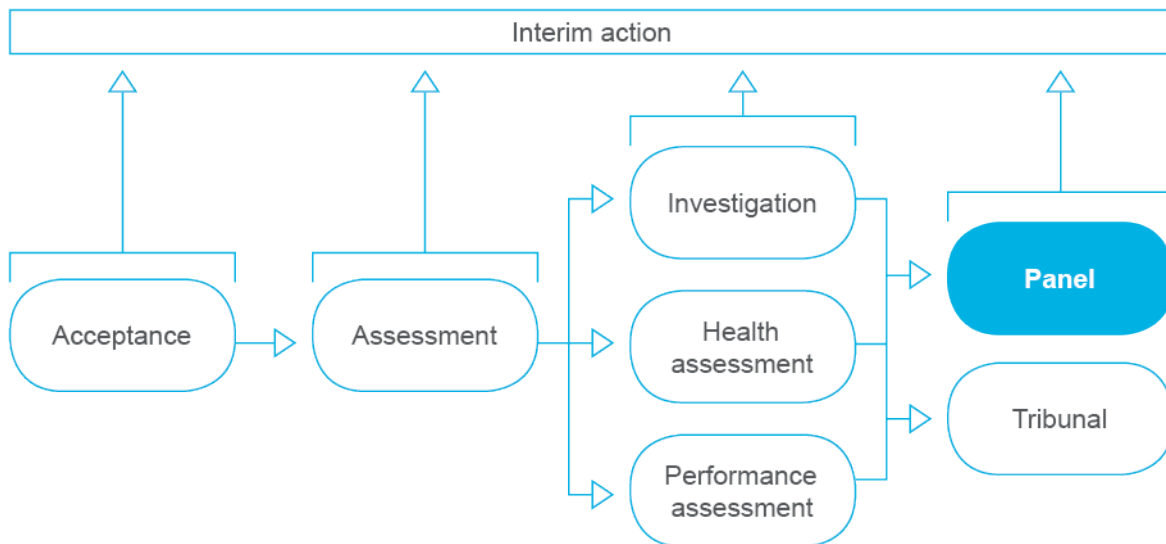 Interim action
Acceptance
Assessment
Investigation
Health
assessment
Performance
assessment
Panel
Tribunal